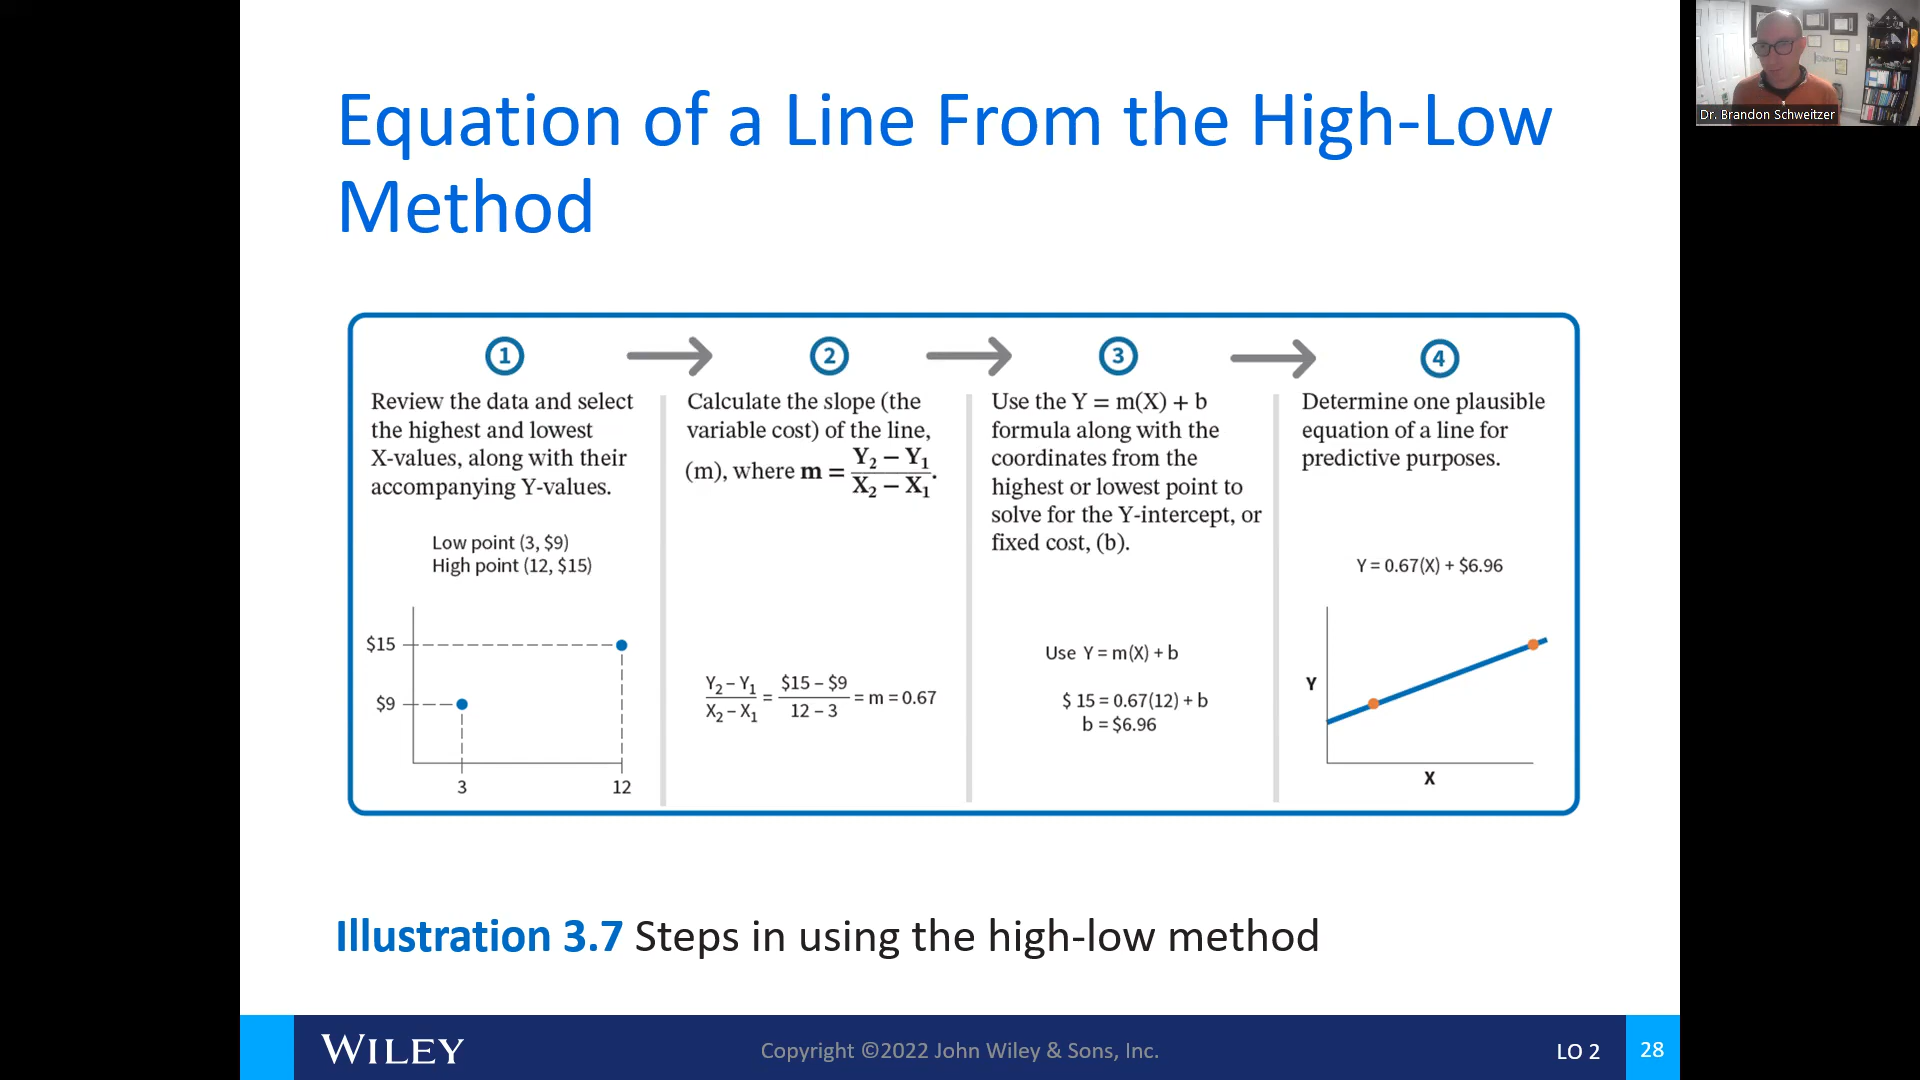 Equation of a Line From the High-Low
Method
Dr. Brandon Schweitzer
1
Review the data and select
the highest and lowest
X-values, along with their
accompanying Y-values.
Low point (3, $9)
High point (12, $15)
$15
$9
3
12
2
Calculate the slope (the
variable cost) of the line,
(m), where m = Y₂ – Y₁ / X₂ – X₁.
Y₂ – Y₁ / X₂ – X₁ = $15 – $9 / 12 – 3 = m = 0.67
3
Use the Y = m(X) + b
formula along with the
coordinates from the
highest or lowest point to
solve for the Y-intercept, or
fixed cost, (b).
Use Y = m(X) + b
$ 15 = 0.67(12) + b
b = $6.96
4
Determine one plausible
equation of a line for
predictive purposes.
Y = 0.67(X) + $6.96
Y
X
Illustration 3.7 Steps in using the high-low method
WILEY
Copyright ©2022 John Wiley & Sons, Inc.
LO 2
28